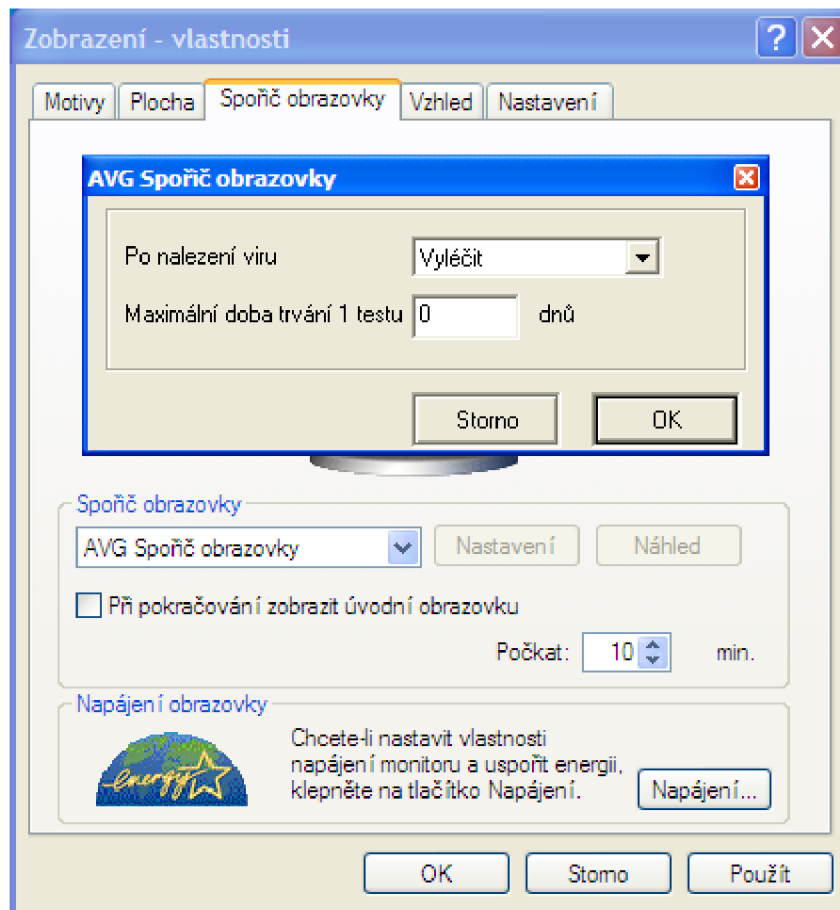 Zobrazení - vlastnosti
Motivy Plocha Spořič obrazovky Vzhled Nastavení
AVG Spořič obrazovky
Po nalezení viru Vyléčit
Maximální doba trvání 1 testu 0 dnů
Storno OK
Spořič obrazovky
AVG Spořič obrazovky Nastavení Náhled
Při pokračování zobrazit úvodní obrazovku
Počkat: 10 min.
Napájení obrazovky
energy
Chcete-li nastavit vlastnosti
napájení monitoru a uspořit energii,
klepněte na tlačítko Napájení.
Napájení...
OK Storno Použít